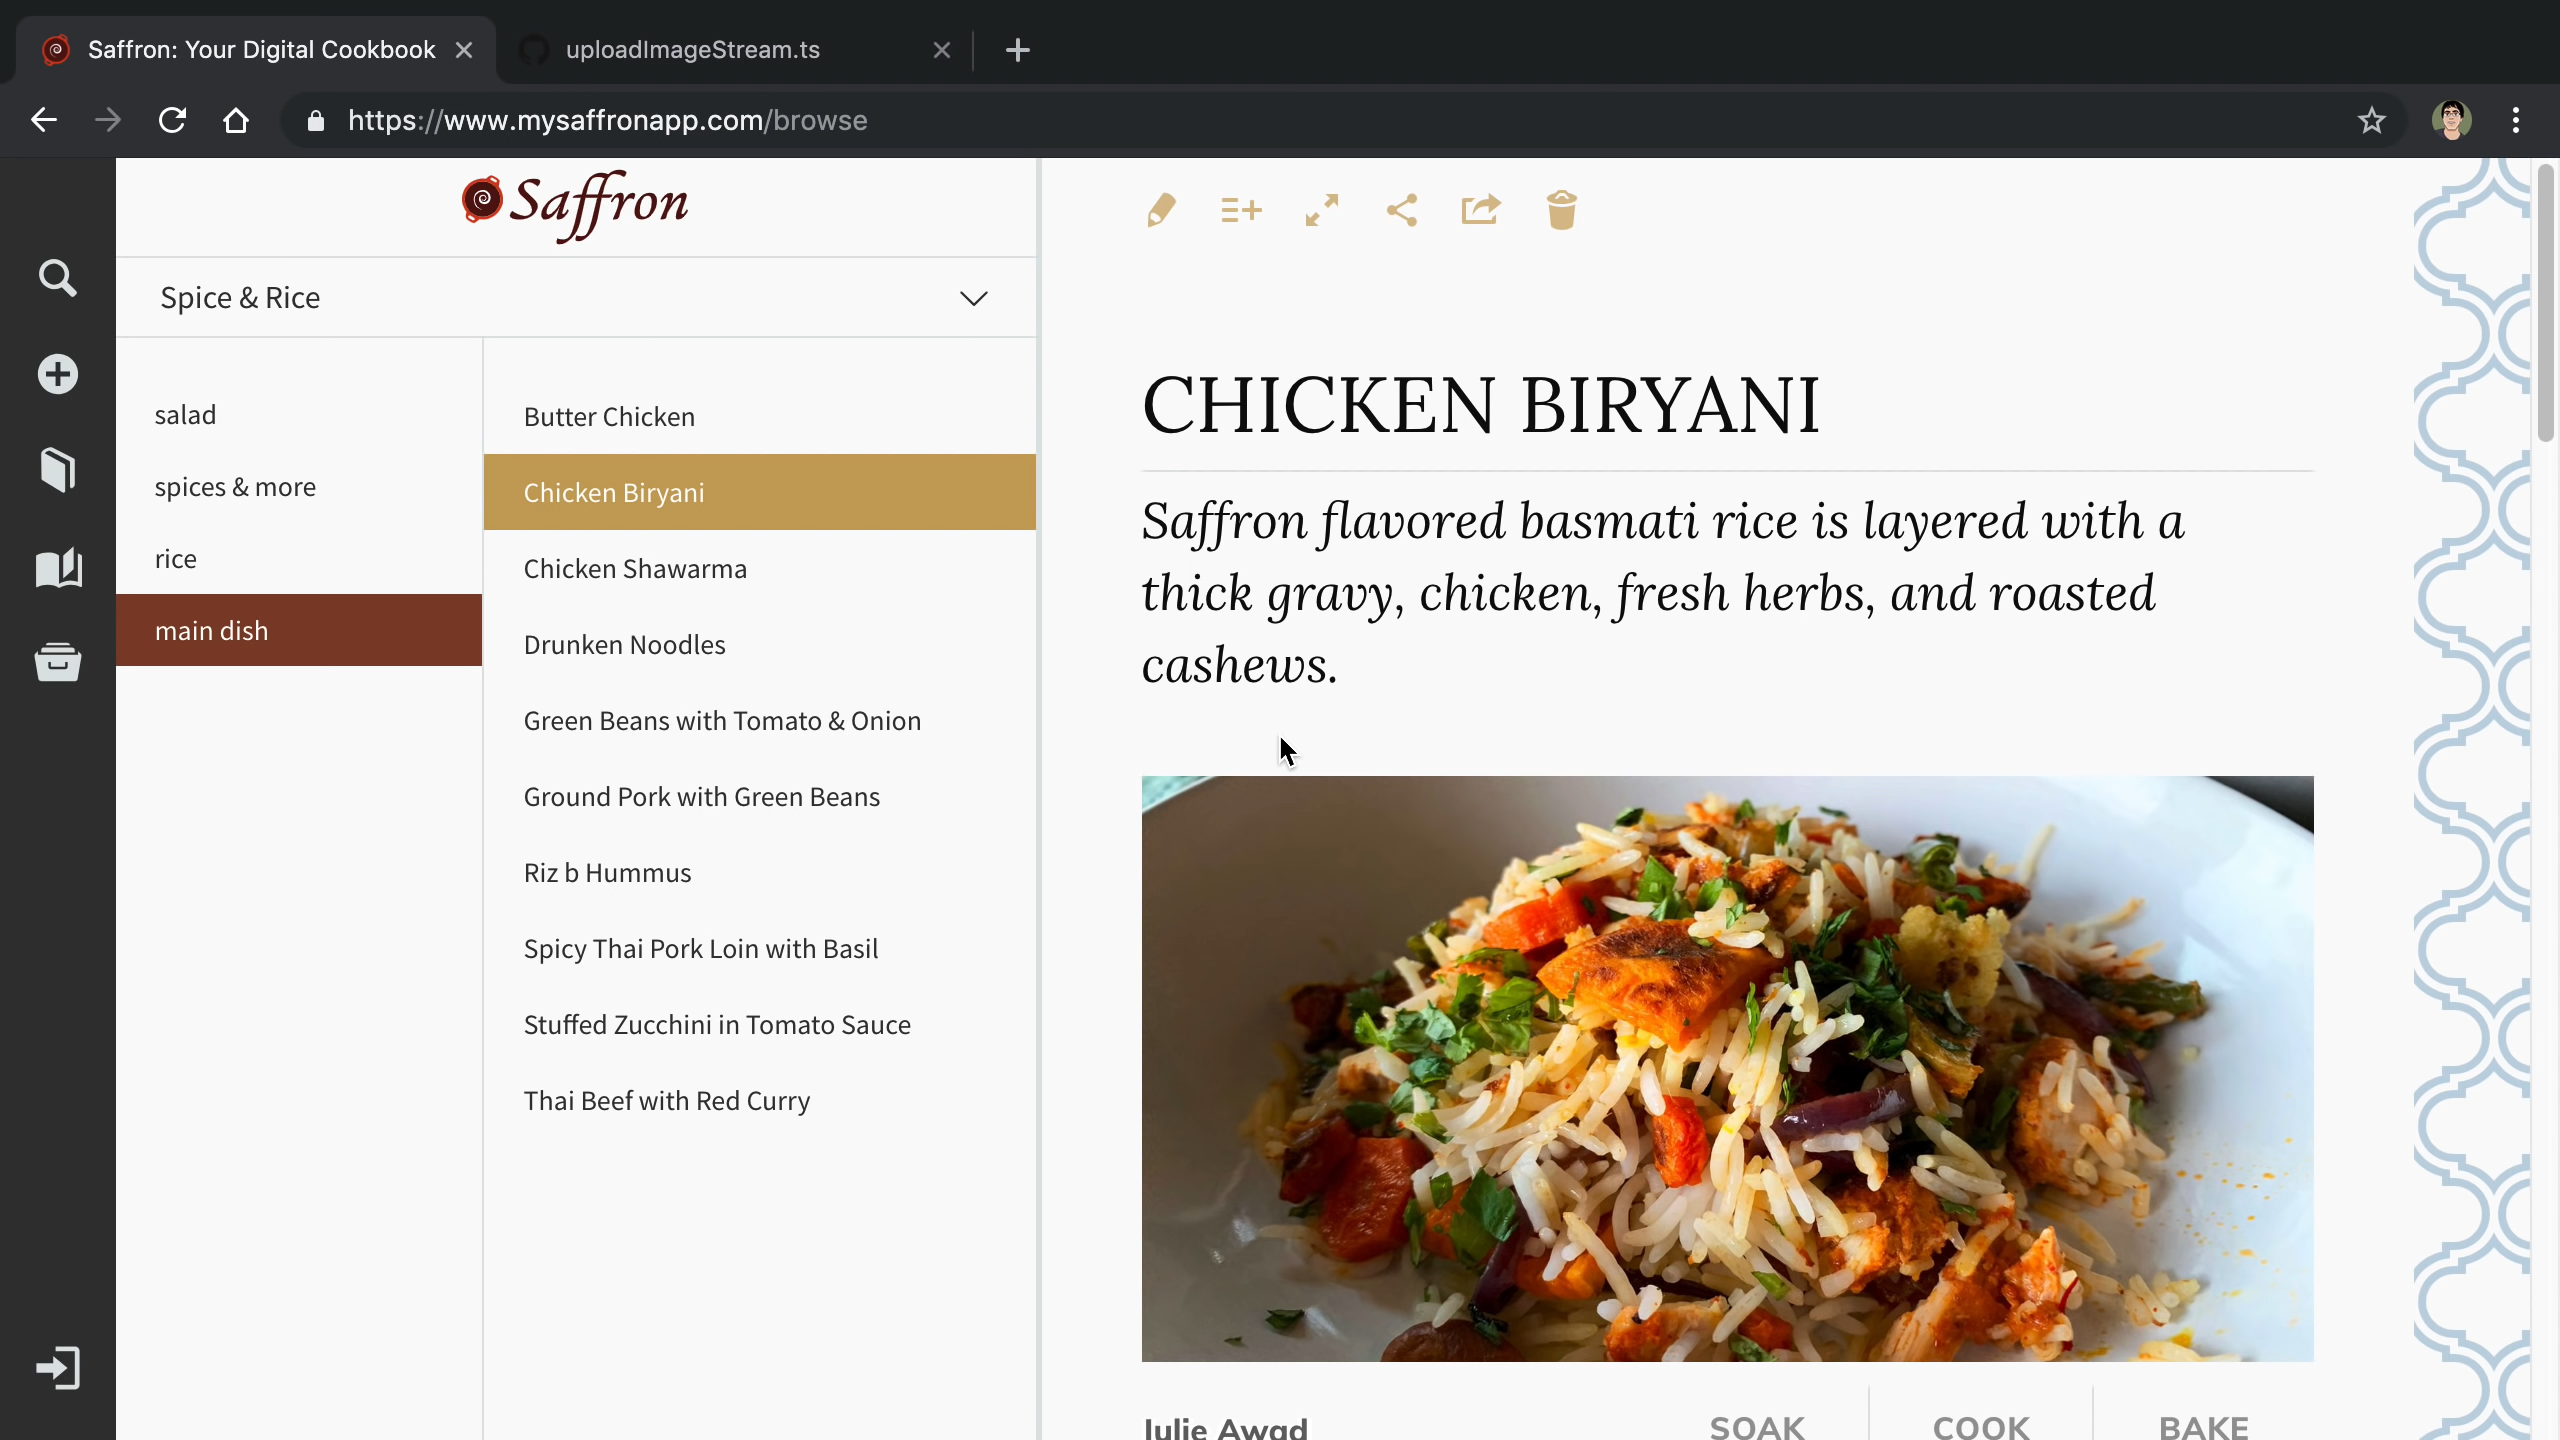 Saffron: Your Digital Cookbook
uploadImageStream.ts
https://www.mysaffronapp.com/browse
Saffron
Spice & Rice
salad
spices & more
rice
main dish
Butter Chicken
Chicken Biryani
Chicken Shawarma
Drunken Noodles
Green Beans with Tomato & Onion
Ground Pork with Green Beans
Riz b Hummus
Spicy Thai Pork Loin with Basil
Stuffed Zucchini in Tomato Sauce
Thai Beef with Red Curry
CHICKEN BIRYANI
Saffron flavored basmati rice is layered with a
thick gravy, chicken, fresh herbs, and roasted
cashews.
Julie Awad
SOAK
COOK
BAKE